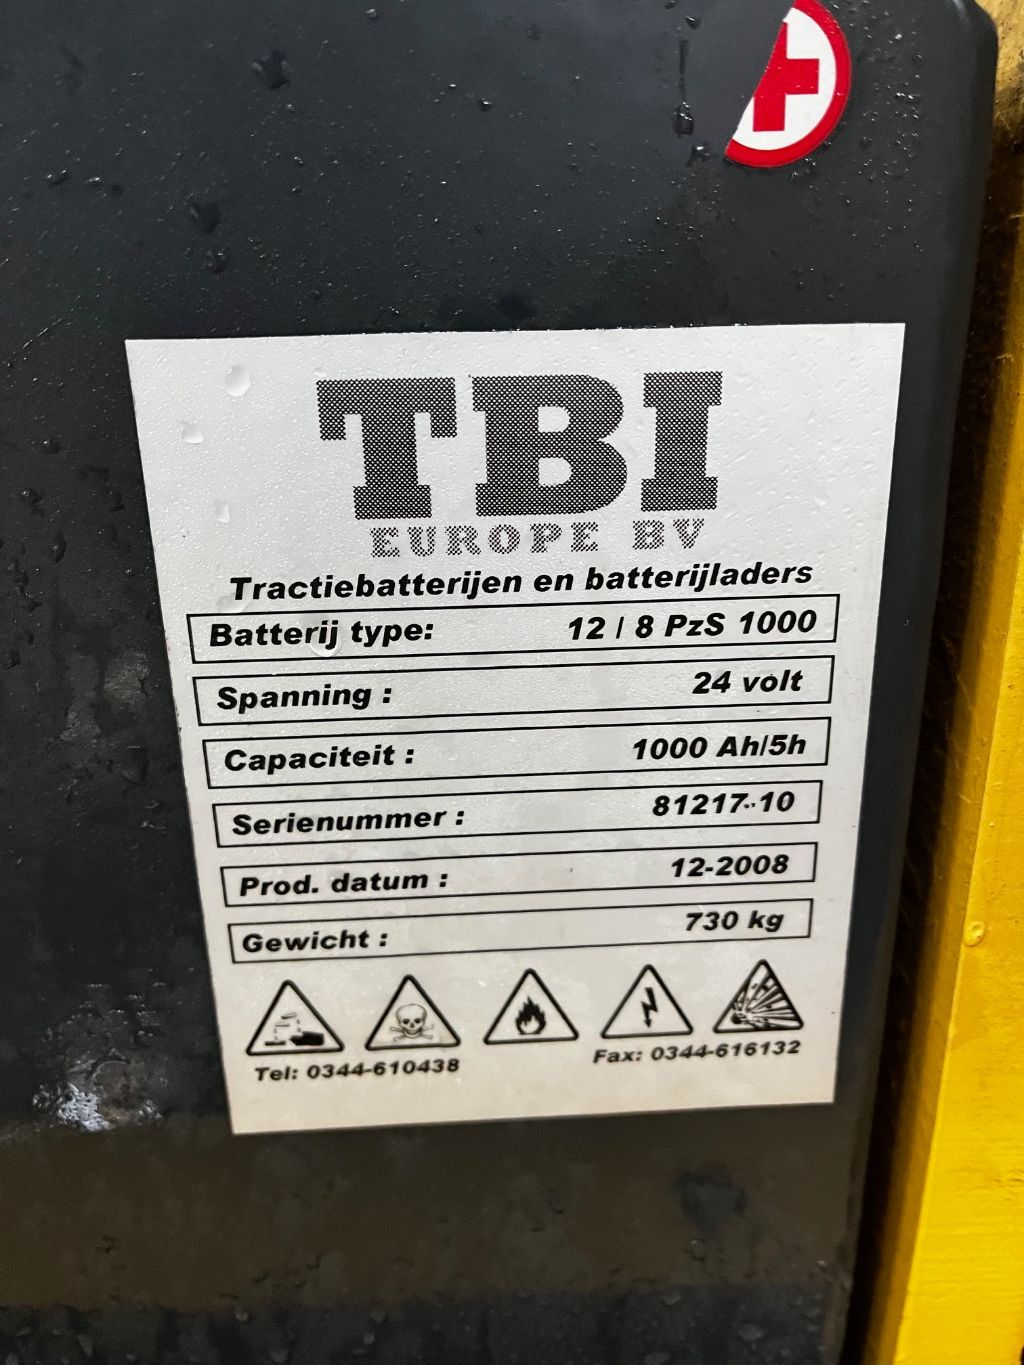 TBI
EUROPE BV
Tractiebatterijen en batterijladers
Batterij type: 12 / 8 PzS 1000
Spanning : 24 volt
Capaciteit : 1000 Ah/5h
Serienummer : 81217-10
Prod. datum : 12-2008
Gewicht : 730 kg
Tel: 0344-610438 Fax: 0344-616132